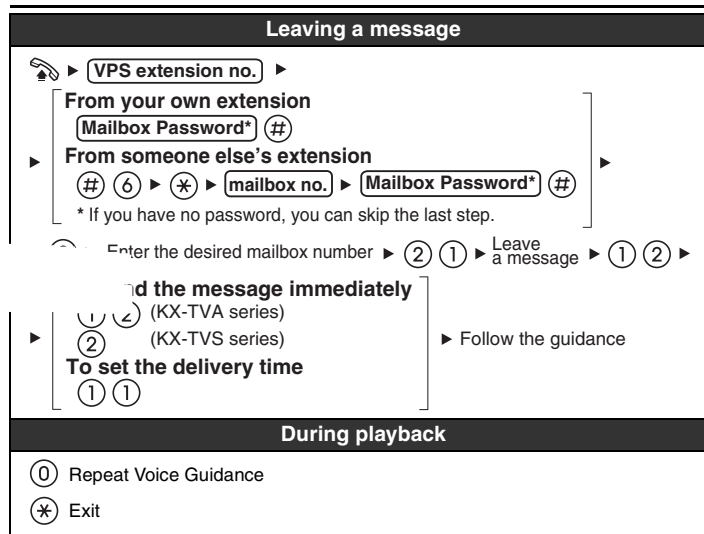 Leaving a message
VPS extension no.
From your own extension
Mailbox Password* #
From someone else's extension
# 6 * mailbox no. Mailbox Password* #
* If you have no password, you can skip the last step.
Enter the desired mailbox number 2 1 Leave a message 1 2
the message immediately
1 2 (KX-TVA series)
2 (KX-TVS series)
Follow the guidance
To set the delivery time
1 1
During playback
0 Repeat Voice Guidance
* Exit